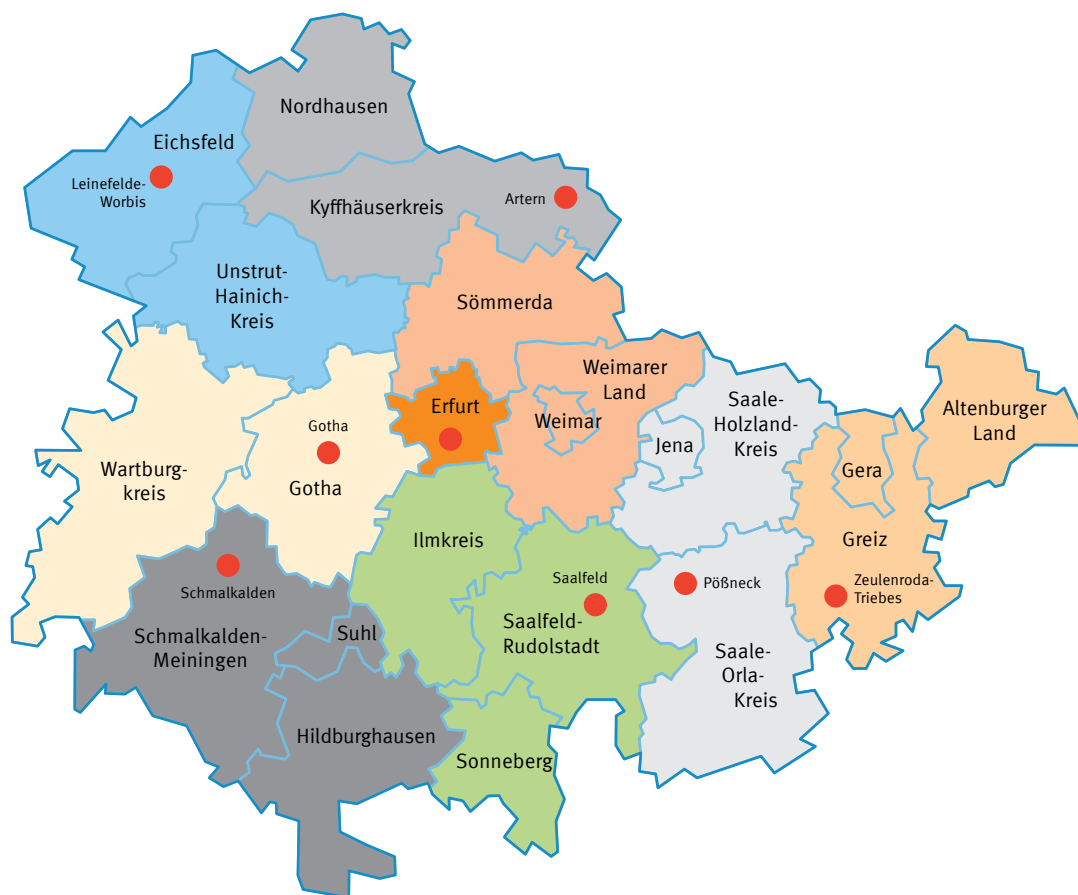 Nordhausen
Eichsfeld
Leinefelde-
Worbis
Artern
Kyffhäuserkreis
Unstrut-
Hainich-
Kreis
Sömmerda
Weimarer
Land
Erfurt
Weimar
Saale-
Holzland-
Kreis
Altenburger
Land
Gotha
Jena
Gera
Wartburg-
kreis
Gotha
Ilmkreis
Greiz
Schmalkalden
Saalfeld
Pößneck
Zeulenroda-
Triebes
Schmalkalden-
Meiningen
Suhl
Saalfeld-
Rudolstadt
Saale-
Orla-
Kreis
Hildburghausen
Sonneberg